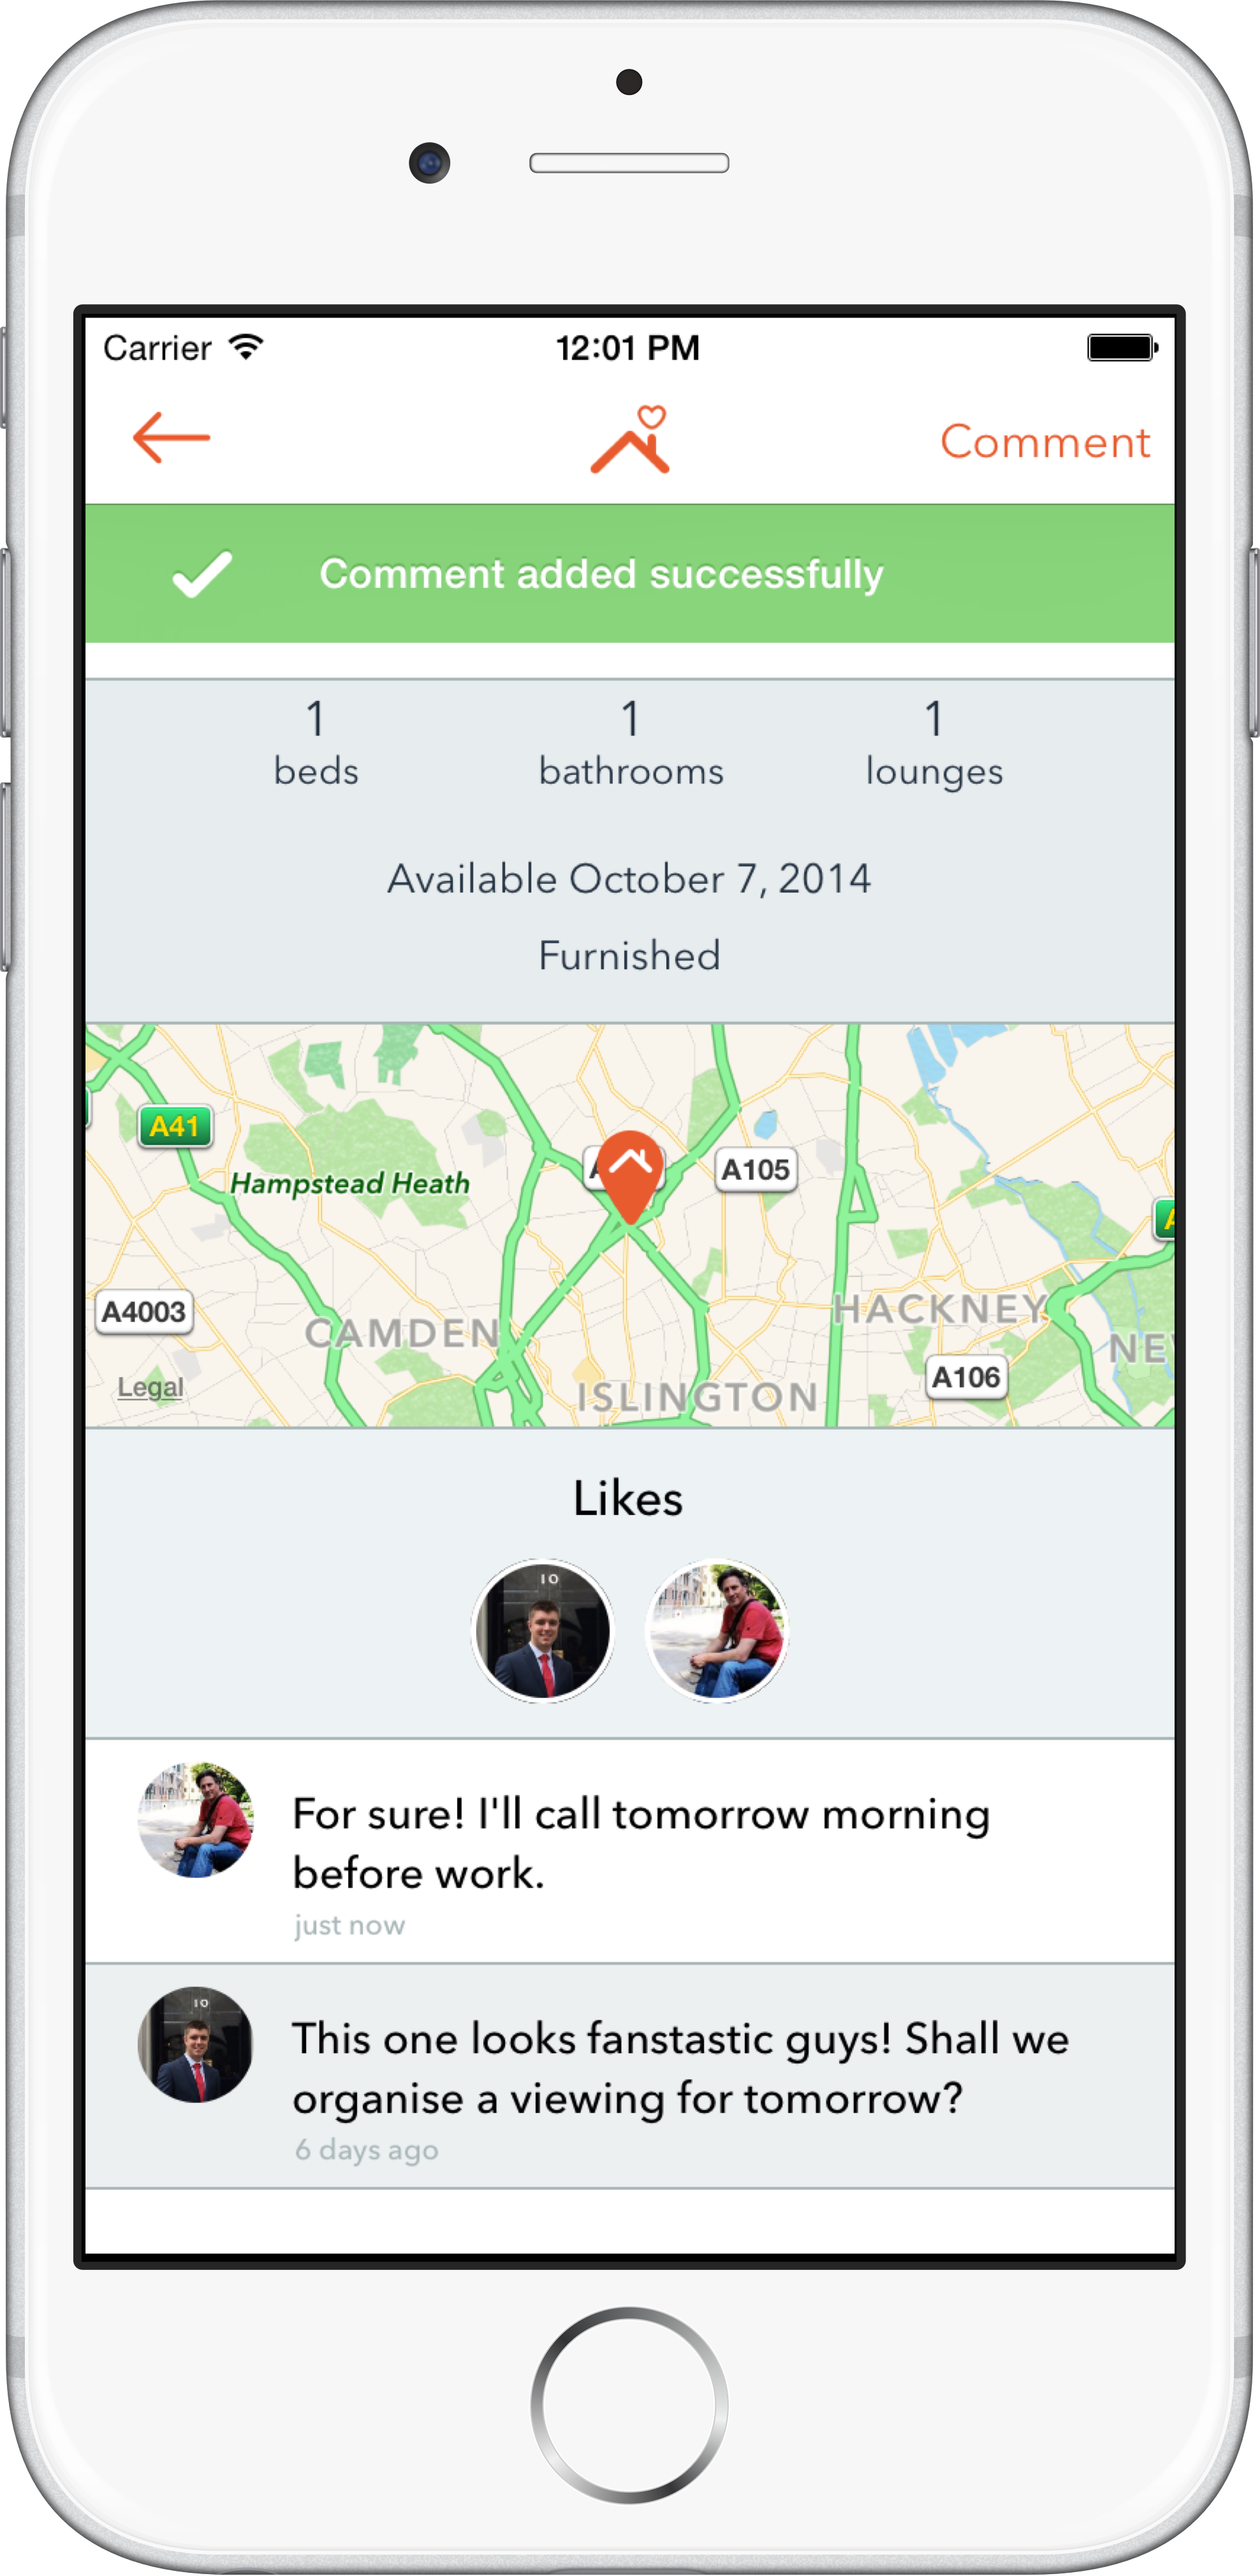 Carrier 12:01 PM
Comment
Comment added successfully
1 1 1
beds bathrooms lounges
Available October 7, 2014
Furnished
A41
A105
Hampstead Heath
A4003
HACKNEY
CAMDEN
A106
Legal
ISLINGTON
Likes
10
For sure! I'll call tomorrow morning
before work.
just now
10
This one looks fanstastic guys! Shall we
organise a viewing for tomorrow?
6 days ago